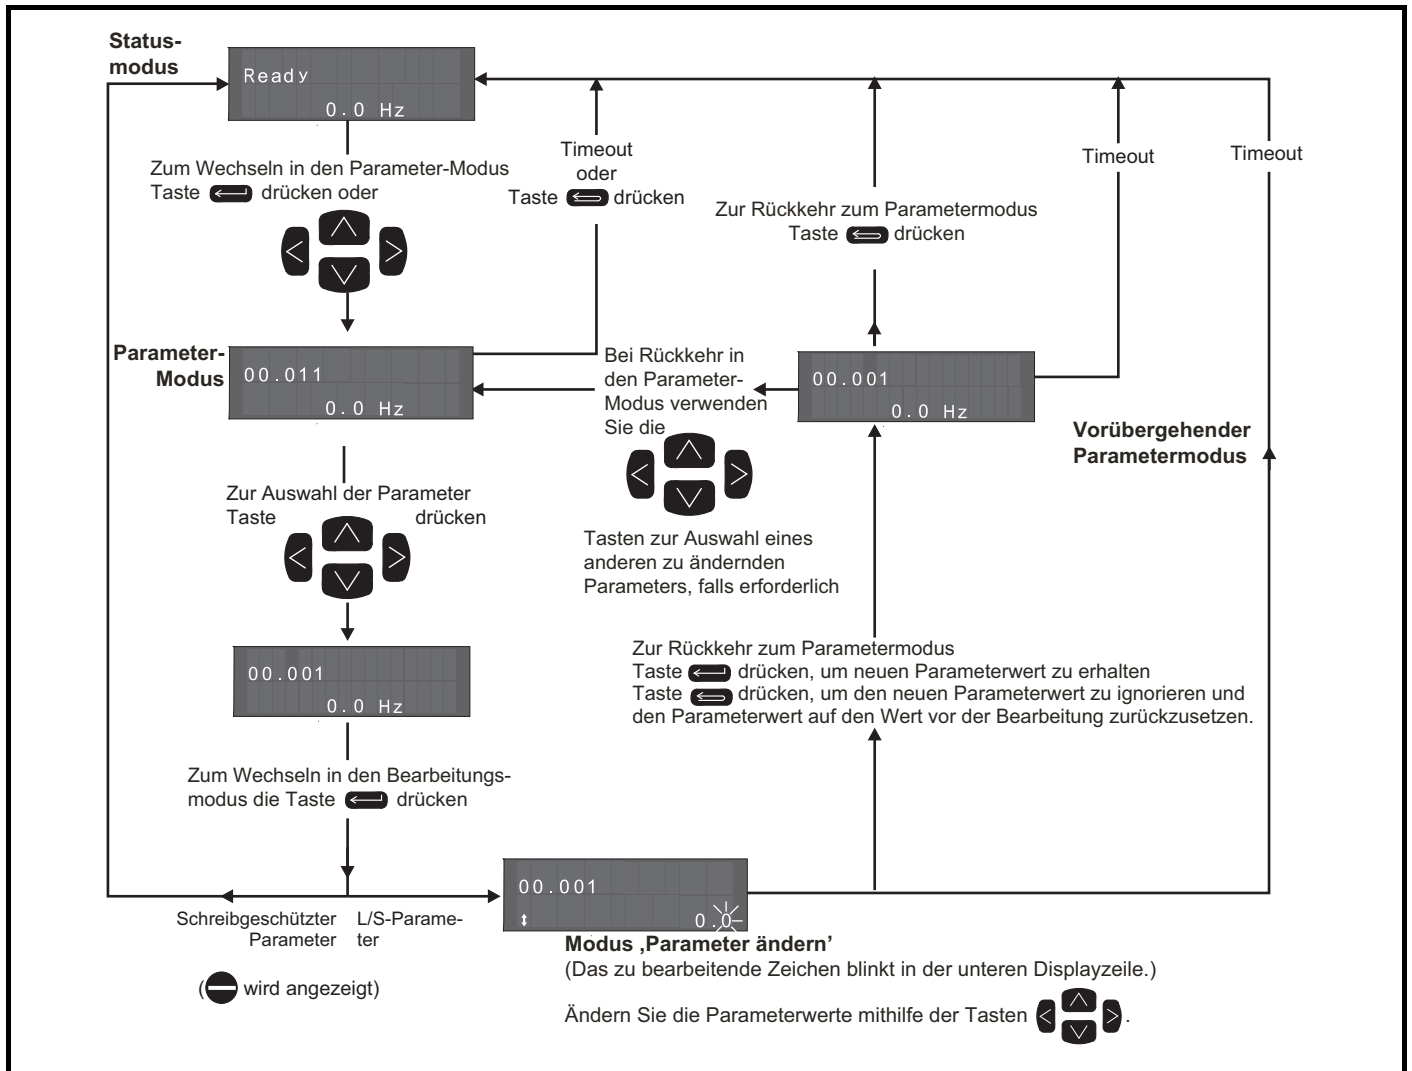 Status-
modus
Ready
0.0 Hz
Zum Wechseln in den Parameter-Modus
Taste drücken oder
Timeout
oder
Taste drücken
Zur Rückkehr zum Parametermodus
Taste drücken
Timeout
Timeout
Parameter-
Modus
00.011
0.0 Hz
Bei Rückkehr in
den Parameter-
Modus verwenden
Sie die
Tasten zur Auswahl eines
anderen zu ändernden
Parameters, falls erforderlich
00.001
0.0 Hz
Vorübergehender
Parametermodus
Zur Auswahl der Parameter
Taste drücken
00.001
0.0 Hz
Zur Rückkehr zum Parametermodus
Taste drücken, um neuen Parameterwert zu erhalten
Taste drücken, um den neuen Parameterwert zu ignorieren und
den Parameterwert auf den Wert vor der Bearbeitung zurückzusetzen.
Zum Wechseln in den Bearbeitungs-
modus die Taste drücken
Schreibgeschützter
Parameter
L/S-Parame-
ter
( wird angezeigt)
00.001
0.0
Modus ‚Parameter ändern’
(Das zu bearbeitende Zeichen blinkt in der unteren Displayzeile.)
Ändern Sie die Parameterwerte mithilfe der Tasten .